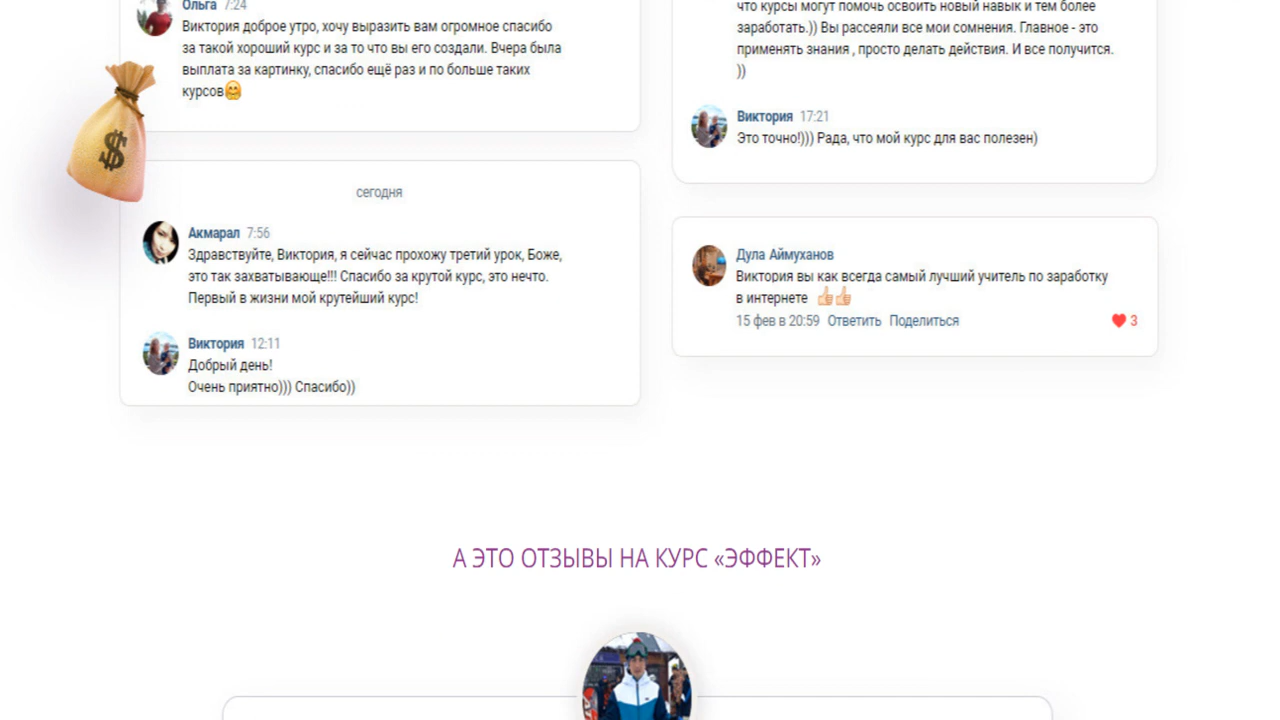 Ольга 7:24
Виктория доброе утро, хочу выразить вам огромное спасибо
за такой хороший курс и за то что вы его создали. Вчера была
выплата за картинку, спасибо ещё раз и по больше таких
курсов🤗
сегодня
Акмарал 7:56
Здравствуйте, Виктория, я сейчас прохожу третий урок, Боже,
это так захватывающе!!! Спасибо за крутой курс, это нечто.
Первый в жизни мой крутейший курс!
Виктория 12:11
Добрый день!
Очень приятно))) Спасибо))
что курсы могут помочь освоить новый навык и тем более
заработать.)) Вы рассеяли все мои сомнения. Главное - это
применять знания , просто делать действия. И все получится.
))
Виктория 17:21
Это точно!))) Рада, что мой курс для вас полезен)
Дула Аймуханов
Виктория вы как всегда самый лучший учитель по заработку
в интернете 👍👍
15 фев в 20:59 Ответить Поделиться ❤ 3
А ЭТО ОТЗЫВЫ НА КУРС «ЭФФЕКТ»